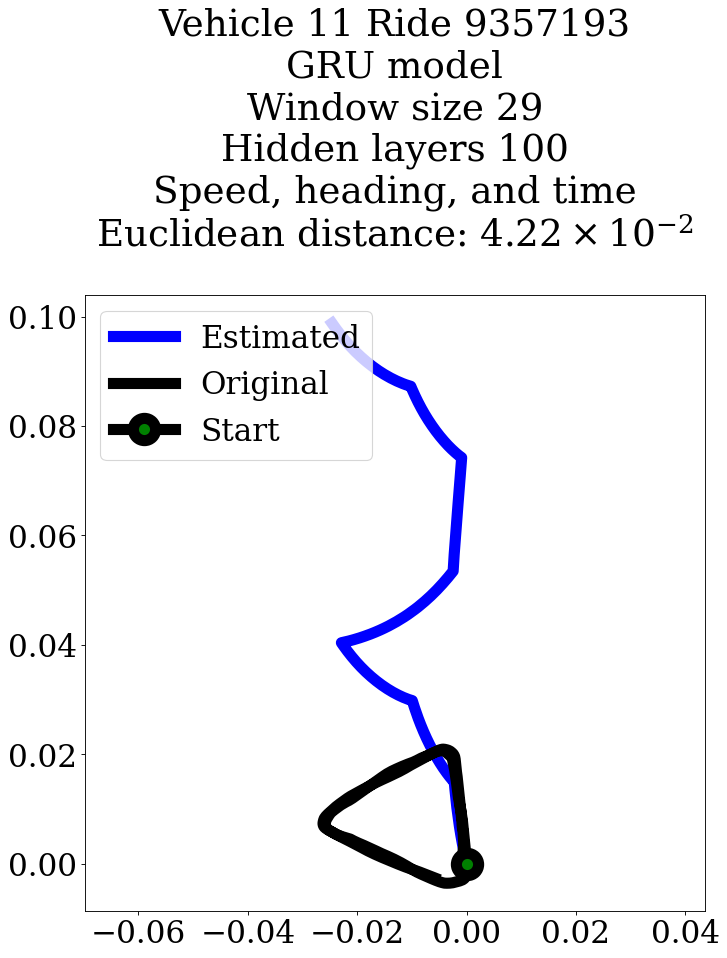 Vehicle 11 Ride 9357193
GRU model
Window size 29
Hidden layers 100
Speed, heading, and time
Euclidean distance: 4.22 × 10⁻²
Estimated
Original
Start
0.10
0.08
0.06
0.04
0.02
0.00
−0.06 −0.04 −0.02 0.00 0.02 0.04